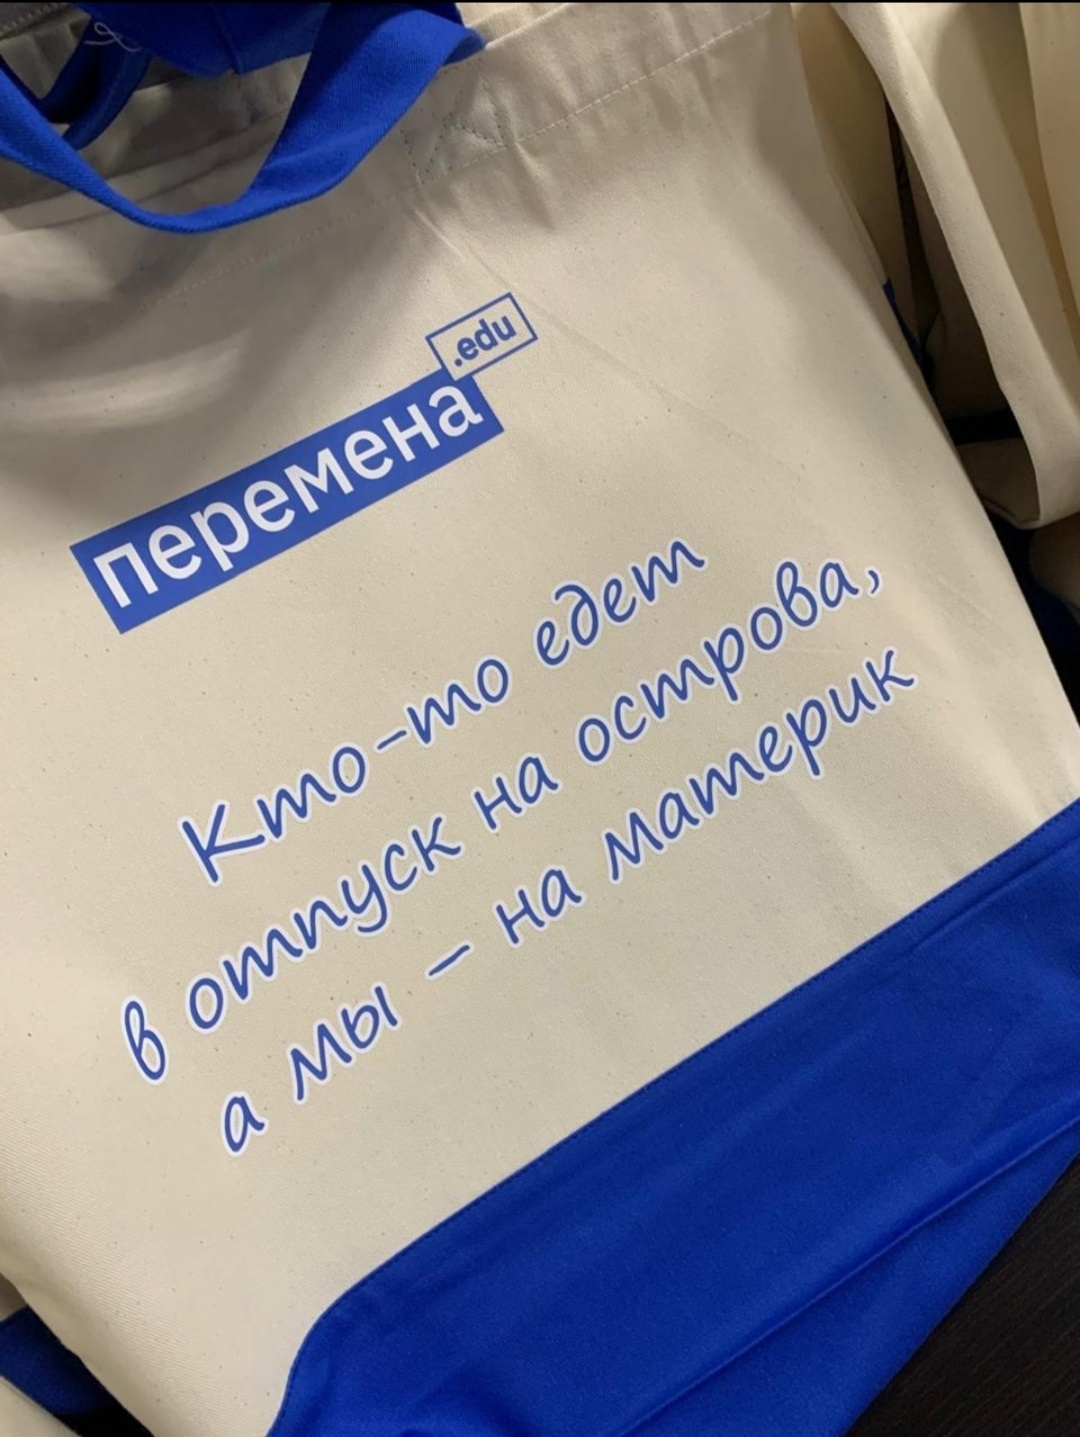 .edu
перемена
Кто-то едет
в отпуск на острова,
а мы – на материк